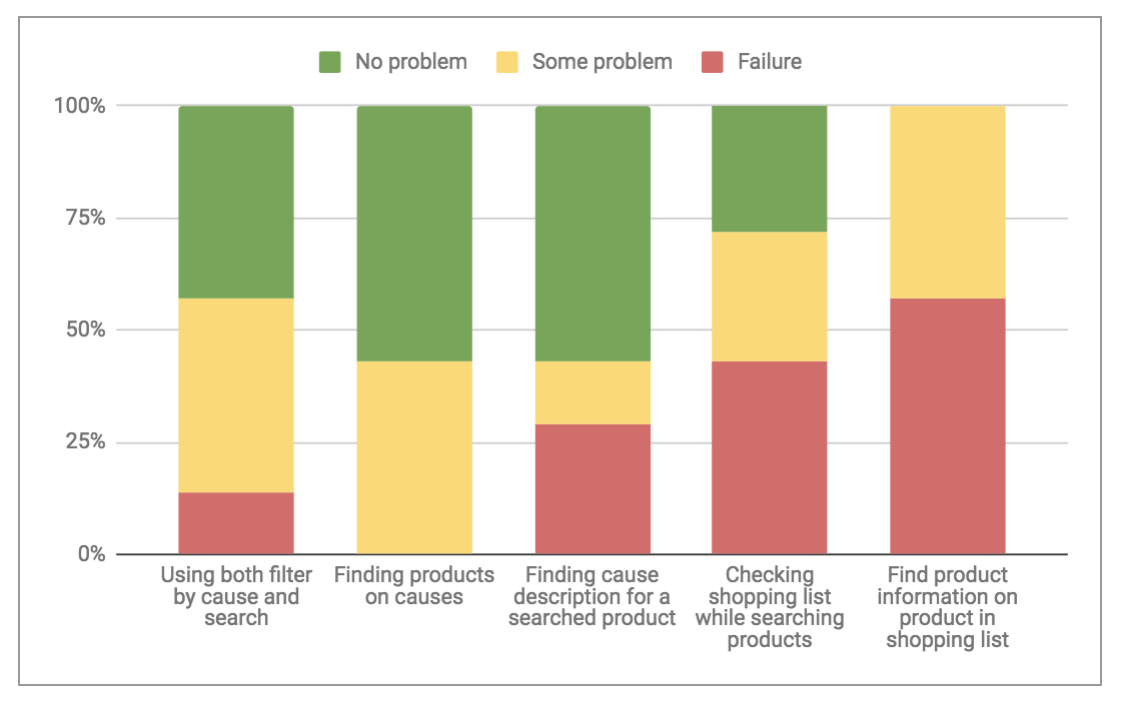 No problem Some problem Failure
100%
75%
50%
25%
0%
Using both filter
by cause and
search
Finding products
on causes
Finding cause
description for a
searched product
Checking
shopping list
while searching
products
Find product
information on
product in
shopping list